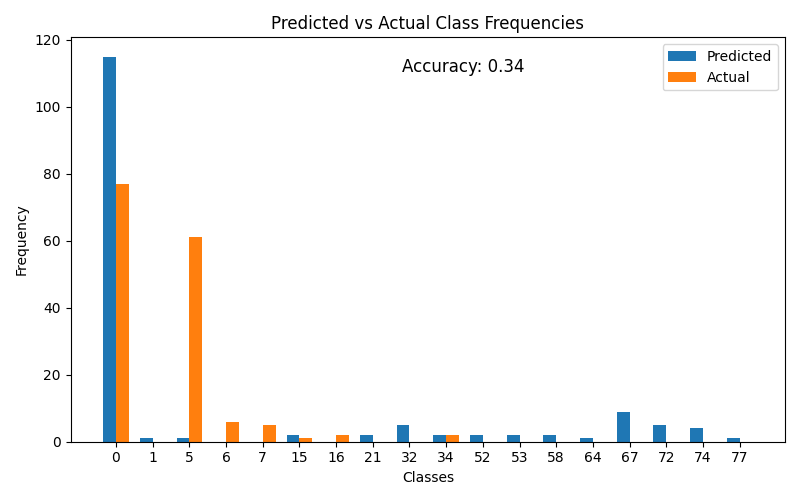 Predicted vs Actual Class Frequencies
120
100
80
60
40
20
0
Frequency
Accuracy: 0.34
Predicted
Actual
0 1 5 6 7 15 16 21 32 34 52 53 58 64 67 72 74 77
Classes